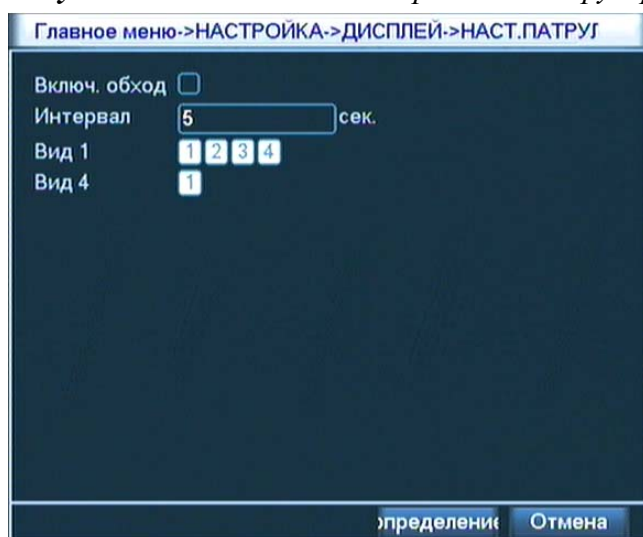 Главное меню->НАСТРОЙКА->ДИСПЛЕЙ->НАСТ.ПАТРУЛ
Включ. обход
Интервал 5 сек.
Вид 1 1 2 3 4
Вид 4 1
определение Отмена